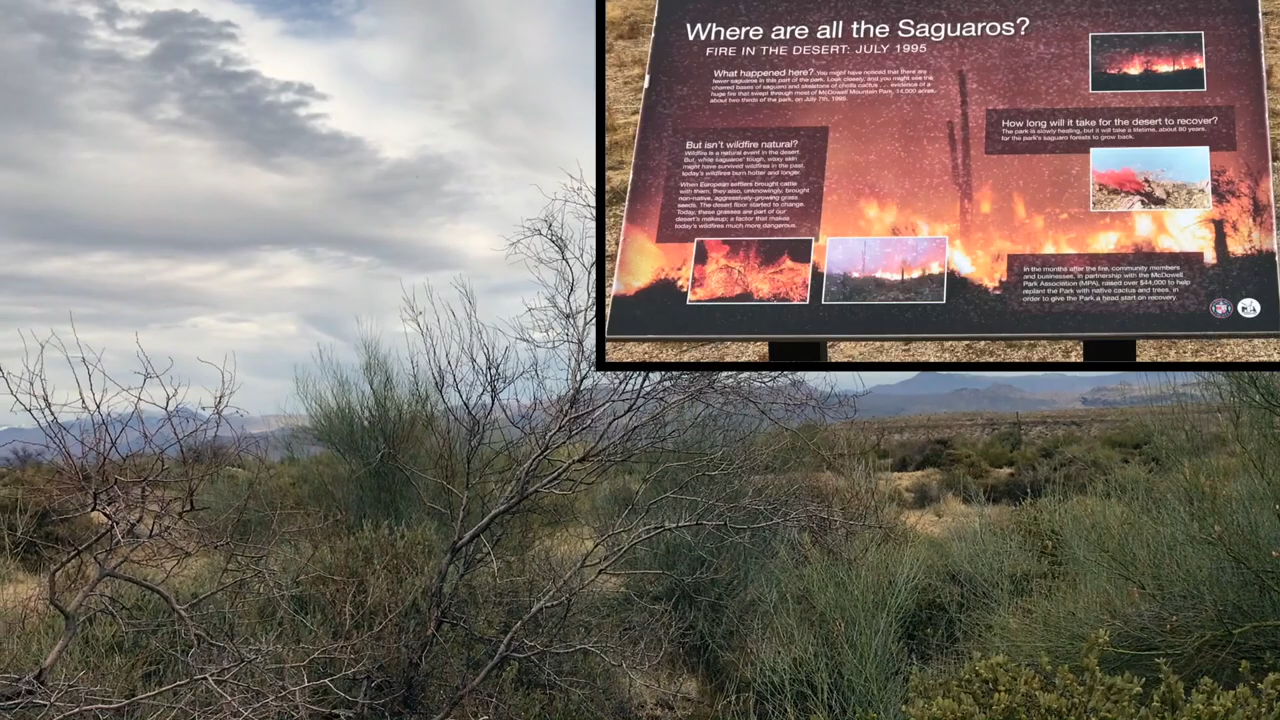 Where are all the Saguaros?
FIRE IN THE DESERT: JULY 1995
What happened here? You might have noticed that there are
fewer saguaros in this part of the park. Look closely, and you might see the
charred bases of saguaro and skeletons of cholla cactus . . . evidence of a
huge fire that swept through most of McDowell Mountain Park, 14,000 acres,
about two thirds of the park, on July 7th, 1995.
But isn't wildfire natural?
Wildfire is a natural event in the desert.
But, while saguaros' tough, waxy skin
might have survived wildfires in the past,
today's wildfires burn hotter and longer.
When European settlers brought cattle
with them, they also, unknowingly, brought
non-native, aggressively-growing grass
seeds. The desert floor started to change.
Today, these grasses are part of our
desert's makeup; a factor that makes
today's wildfires much more dangerous.
How long will it take for the desert to recover?
The park is slowly healing, but it will take a lifetime, about 80 years,
for the park's saguaro forests to grow back.
In the months after the fire, community members
and businesses, in partnership with the McDowell
Park Association (MPA), raised over $44,000 to help
replant the Park with native cactus and trees, in
order to give the Park a head start on recovery.